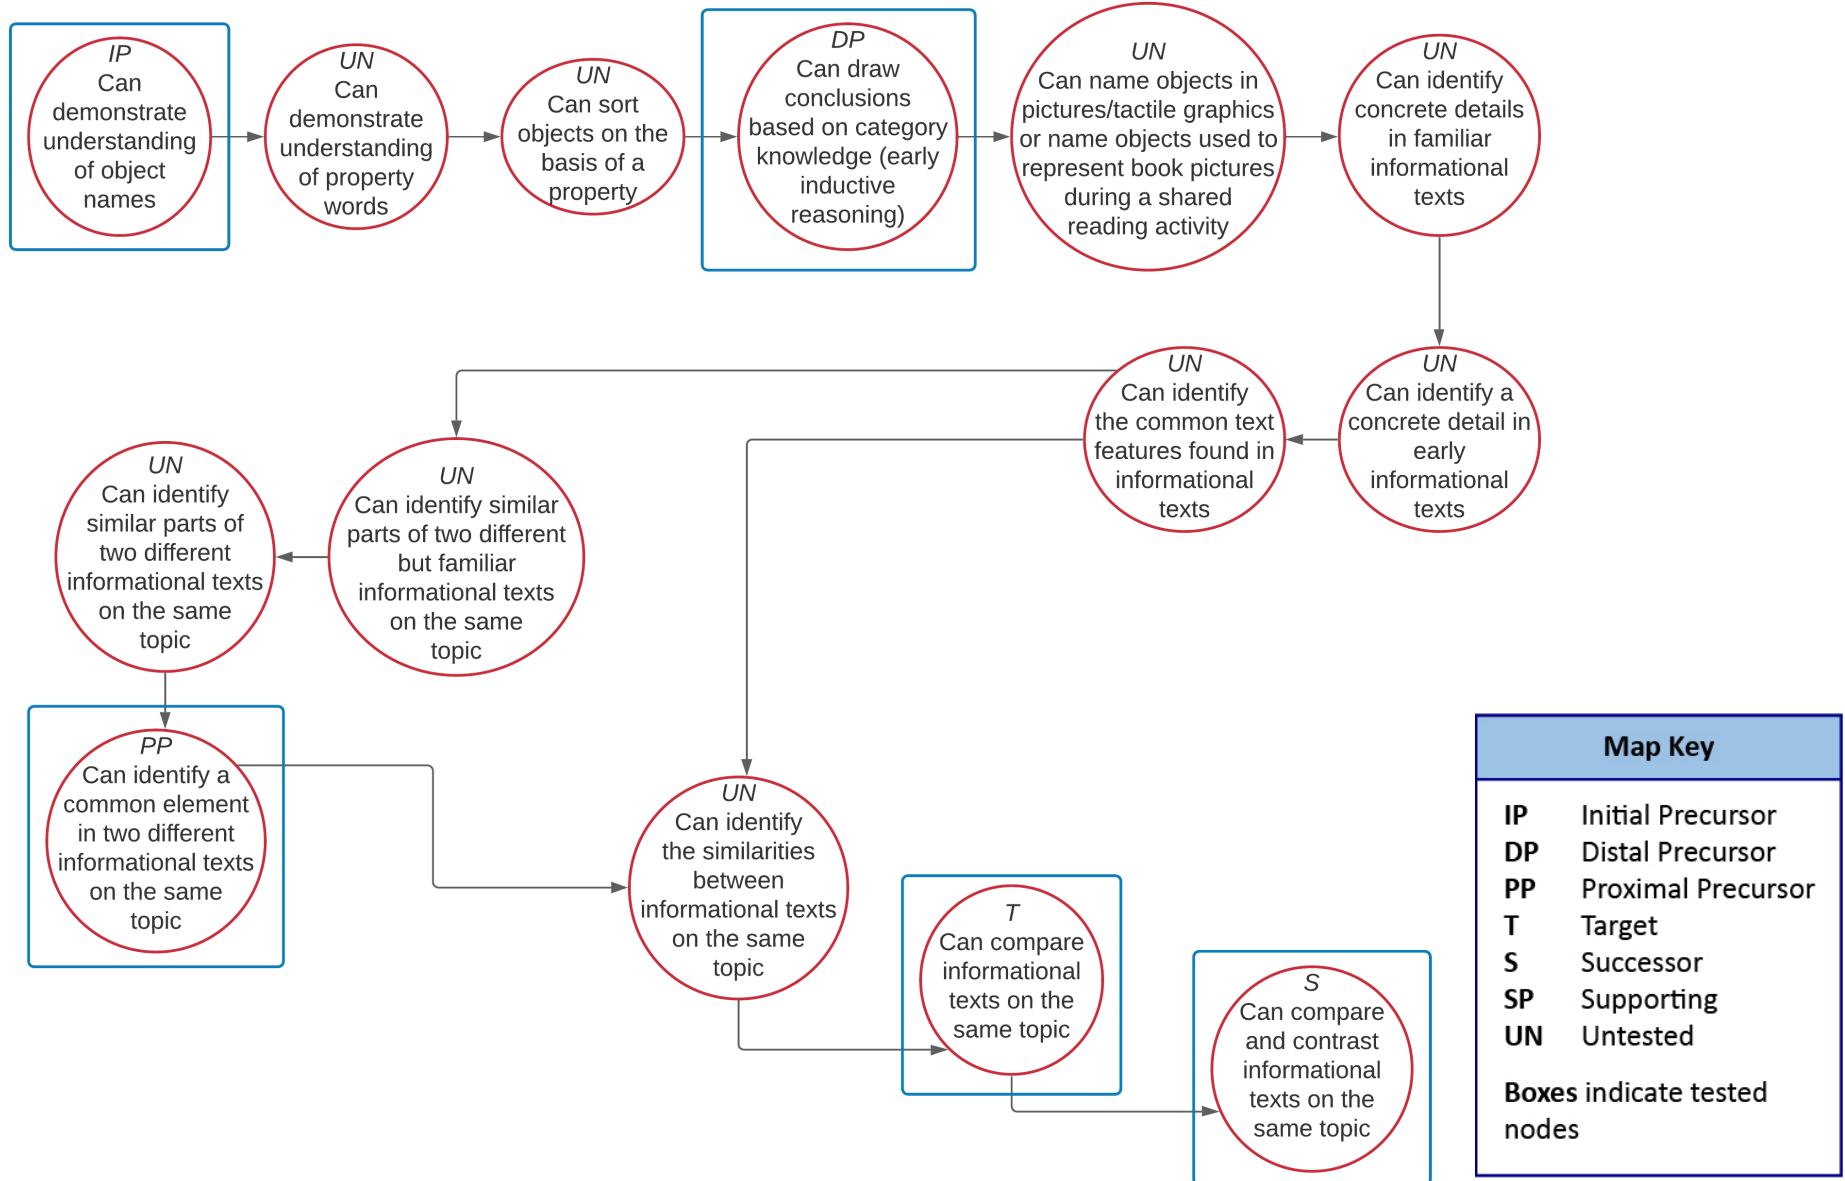 IP
Can
demonstrate
understanding
of object
names
UN
Can
demonstrate
understanding
of property
words
UN
Can sort
objects on the
basis of a
property
DP
Can draw
conclusions
based on category
knowledge (early
inductive
reasoning)
UN
Can name objects in
pictures/tactile graphics
or name objects used to
represent book pictures
during a shared
reading activity
UN
Can identify
concrete details
in familiar
informational
texts
UN
Can identify a
concrete detail in
early
informational
texts
UN
Can identify
the common text
features found in
informational
texts
UN
Can identify similar
parts of two different
but familiar
informational texts
on the same
topic
UN
Can identify
similar parts of
two different
informational texts
on the same
topic
PP
Can identify a
common element
in two different
informational texts
on the same
topic
UN
Can identify
the similarities
between
informational texts
on the same
topic
T
Can compare
informational
texts on the
same topic
S
Can compare
and contrast
informational
texts on the
same topic
Map Key
IP Initial Precursor
DP Distal Precursor
PP Proximal Precursor
T Target
S Successor
SP Supporting
UN Untested
Boxes indicate tested
nodes